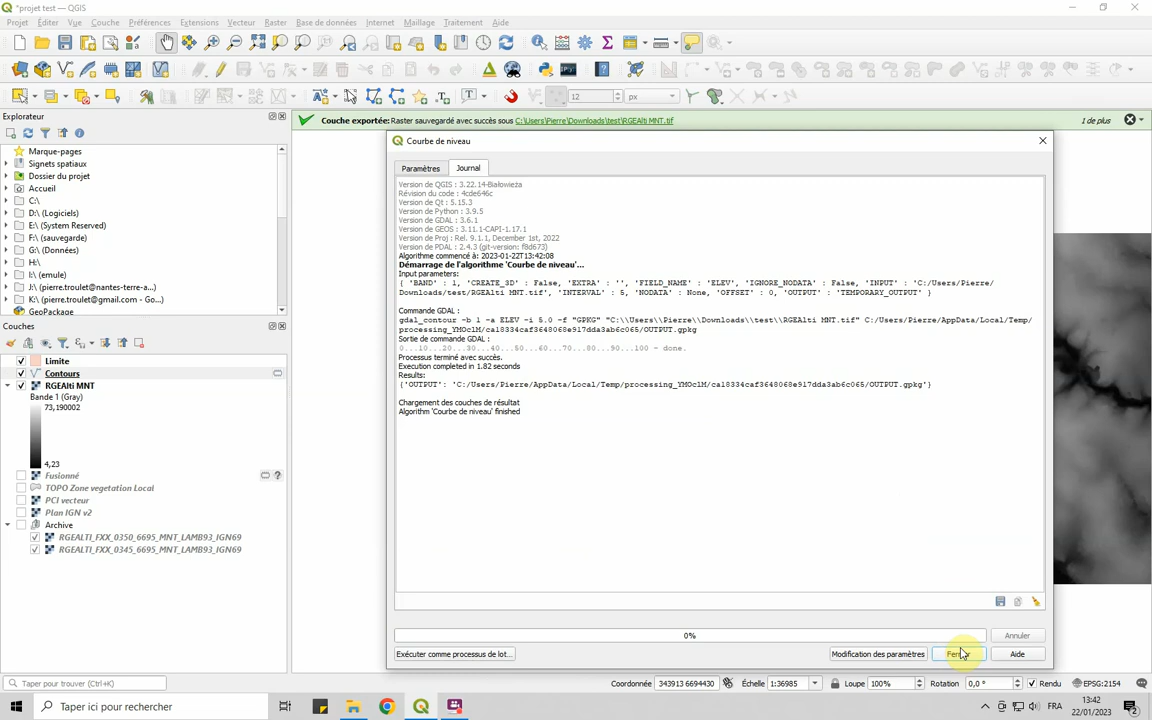 *projet test — QGIS
Projet Éditer Vue Couche Préférences Extensions Vecteur Raster Base de données Internet Maillage Traitement Aide
12 px
Explorateur
Marque-pages
Signets spatiaux
Dossier du projet
Accueil
C:\
D:\ (Logiciels)
E:\ (System Reserved)
F:\ (sauvegarde)
G:\ (Données)
H:\
I:\ (emule)
J:\ (pierre.troulet@nantes-terre-a...)
K:\ (pierre.troulet@gmail.com - Goo...)
GeoPackage
Couches
Limite
Contours
RGEAlti MNT
Bande 1 (Gray)
73,190002
4,23
Fusionné
TOPO Zone vegetation Local
PCI vecteur
Plan IGN v2
Archive
RGEALTI_FXX_0350_6695_MNT_LAMB93_IGN69
RGEALTI_FXX_0345_6695_MNT_LAMB93_IGN69
Couche exportée: Raster sauvegardé avec succès sous C:\Users\Pierre\Downloads\test\RGEAlti MNT.tif
1 de plus
Courbe de niveau
Paramètres Journal
Version de QGIS : 3.22.14-Białowieża
Révision du code : 4cde646c
Version de Qt : 5.15.3
Version de Python : 3.9.5
Version de GDAL : 3.6.1
Version de GEOS : 3.11.1-CAPI-1.17.1
Version de Proj : Rel. 9.1.1, December 1st, 2022
Version de PDAL : 2.4.3 (git-version: f8d673)
Algorithme commencé à: 2023-01-22T13:42:08
Démarrage de l'algorithme 'Courbe de niveau'...
Input parameters:
{ 'BAND' : 1, 'CREATE_3D' : False, 'EXTRA' : '', 'FIELD_NAME' : 'ELEV', 'IGNORE_NODATA' : False, 'INPUT' : 'C:/Users/Pierre/
Downloads/test/RGEAlti MNT.tif', 'INTERVAL' : 5, 'NODATA' : None, 'OFFSET' : 0, 'OUTPUT' : 'TEMPORARY_OUTPUT' }
Commande GDAL :
gdal_contour -b 1 -a ELEV -i 5.0 -f "GPKG" "C:\\Users\\Pierre\\Downloads\\test\\RGEAlti MNT.tif" C:/Users/Pierre/AppData/Local/Temp/
processing_YMOclM/ca18334caf3648068e917dda3ab6c065/OUTPUT.gpkg
Sortie de commande GDAL :
0...10...20...30...40...50...60...70...80...90...100 - done.
Processus terminé avec succès.
Execution completed in 1.82 seconds
Results:
{'OUTPUT': 'C:/Users/Pierre/AppData/Local/Temp/processing_YMOclM/ca18334caf3648068e917dda3ab6c065/OUTPUT.gpkg'}
Chargement des couches de résultat
Algorithm 'Courbe de niveau' finished
0%
Annuler
Exécuter comme processus de lot...
Modification des paramètres
Fermer
Aide
Taper pour trouver (Ctrl+K)
Coordonnée 343913 6694430 Échelle 1:36985 Loupe 100% Rotation 0,0 ° Rendu EPSG:2154
Taper ici pour rechercher
FRA
13:42
22/01/2023
2